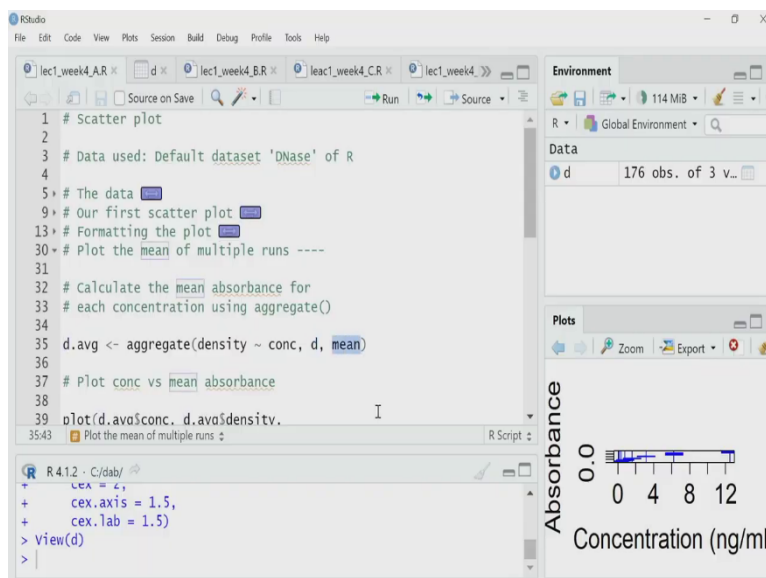 RStudio
File Edit Code View Plots Session Build Debug Profile Tools Help
lec1_week4_A.R × d × lec1_week4_B.R × leac1_week4_C.R × lec1_week4_
Source on Save Run Source
1 # Scatter plot
2
3 # Data used: Default dataset 'DNase' of R
4
5 # The data
9 # Our first scatter plot
13 # Formatting the plot
30 # Plot the mean of multiple runs ----
31
32 # Calculate the mean absorbance for
33 # each concentration using aggregate()
34
35 d.avg <- aggregate(density ~ conc, d, mean)
36
37 # Plot conc vs mean absorbance
38
39 plot(d.avg$conc, d.avg$density,
35:43 Plot the mean of multiple runs R Script
R 4.1.2 · C:/dab/
+ cex = 2,
+ cex.axis = 1.5,
+ cex.lab = 1.5)
> View(d)
>
Environment
114 MiB
R Global Environment
Data
d 176 obs. of 3 v…
Plots
Zoom Export
Absorbance
0.0
0 4 8 12
Concentration (ng/ml